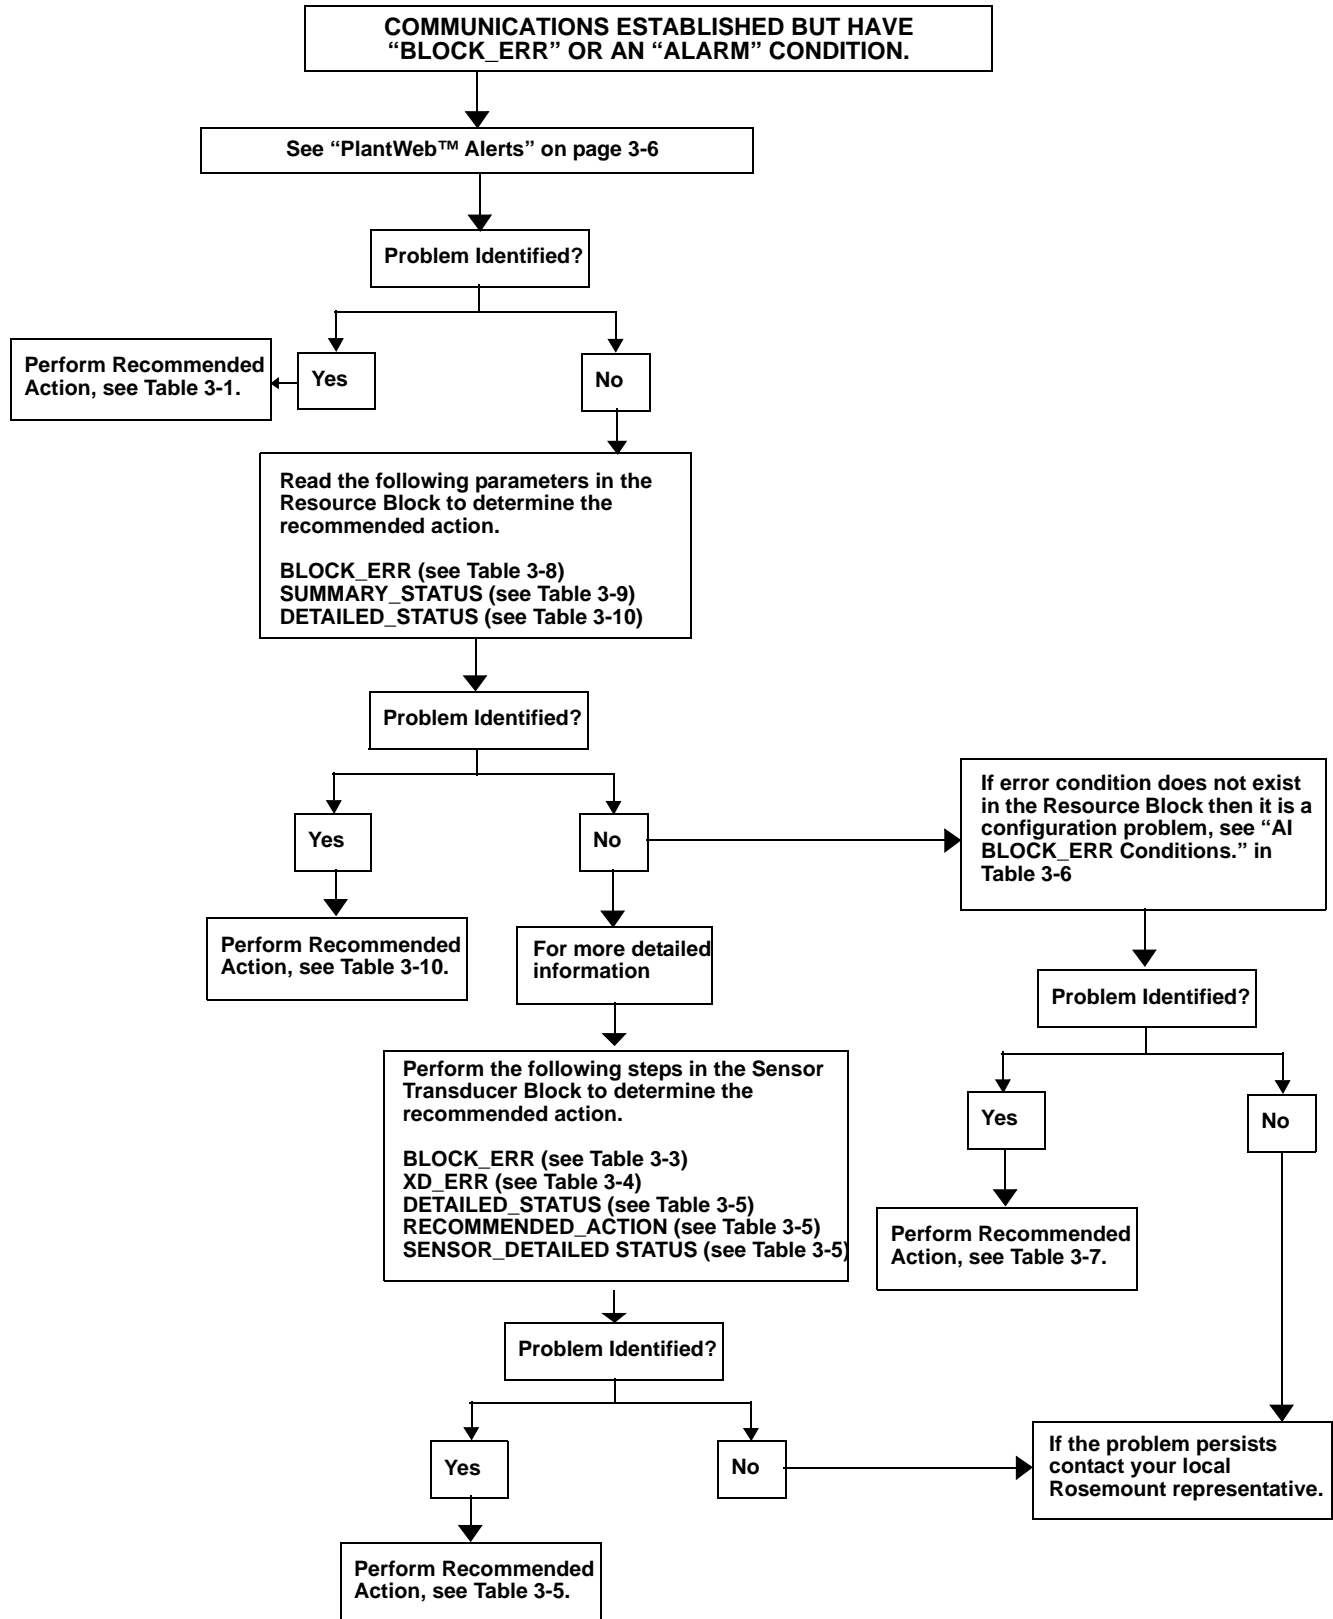 COMMUNICATIONS ESTABLISHED BUT HAVE
“BLOCK_ERR” OR AN “ALARM” CONDITION.
See “PlantWeb™ Alerts” on page 3-6
Problem Identified?
Perform Recommended
Action, see Table 3-1.
Yes
No
Read the following parameters in the
Resource Block to determine the
recommended action.
BLOCK_ERR (see Table 3-8)
SUMMARY_STATUS (see Table 3-9)
DETAILED_STATUS (see Table 3-10)
Problem Identified?
Yes
No
If error condition does not exist
in the Resource Block then it is a
configuration problem, see “AI
BLOCK_ERR Conditions.” in
Table 3-6
Perform Recommended
Action, see Table 3-10.
For more detailed
information
Problem Identified?
Perform the following steps in the Sensor
Transducer Block to determine the
recommended action.
BLOCK_ERR (see Table 3-3)
XD_ERR (see Table 3-4)
DETAILED_STATUS (see Table 3-5)
RECOMMENDED_ACTION (see Table 3-5)
SENSOR_DETAILED STATUS (see Table 3-5)
Yes
No
Perform Recommended
Action, see Table 3-7.
Problem Identified?
Yes
No
If the problem persists
contact your local
Rosemount representative.
Perform Recommended
Action, see Table 3-5.